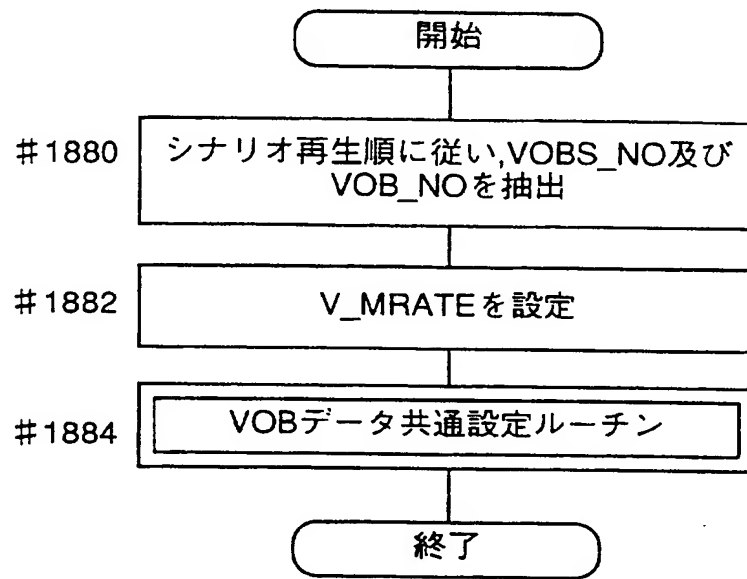 開始
#1880
シナリオ再生順に従い,VOBS_NO及び
VOB_NOを抽出
#1882
V_MRATEを設定
#1884
VOBデータ共通設定ルーチン
終了